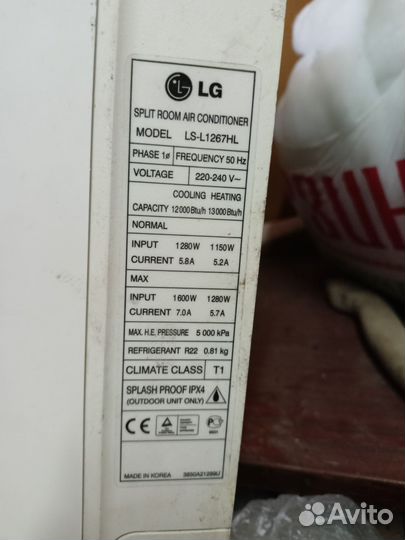 LG
SPLIT ROOM AIR CONDITIONER
MODEL LS-L1267HL
PHASE 1ø FREQUENCY 50 Hz
VOLTAGE 220-240 V~
COOLING HEATING
CAPACITY 12000Btu/h 13000Btu/h
NORMAL
INPUT 1280W 1150W
CURRENT 5.8A 5.2A
MAX
INPUT 1600W 1280W
CURRENT 7.0A 5.7A
MAX. H.E. PRESSURE 5 000 kPa
REFRIGERANT R22 0.81 kg
CLIMATE CLASS T1
SPLASH PROOF IPX4
(OUTDOOR UNIT ONLY)
CE
MADE IN KOREA 3850A21289U
Avito